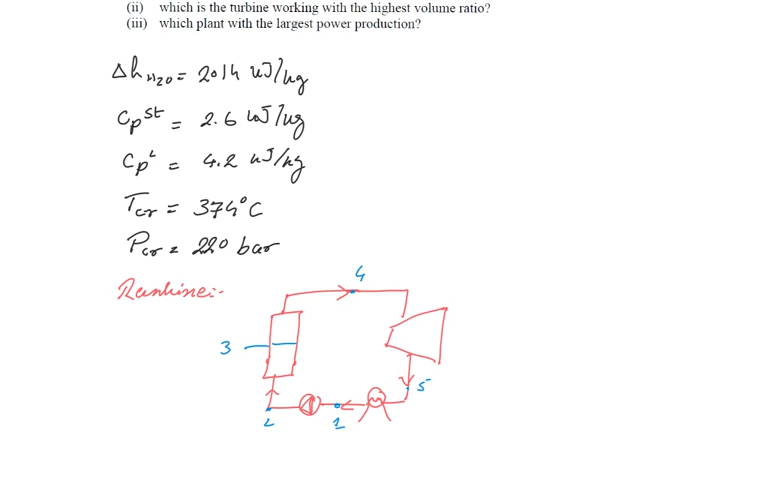 (ii) which is the turbine working with the highest volume ratio?
(iii) which plant with the largest power production?
Δh H2O = 2014 kJ/kg
Cp st = 2.6 kJ/kg
Cp L = 4.2 kJ/kg
Tcr = 374°C
Pcr = 220 bar
Rankine:-
4
3
5
2 1